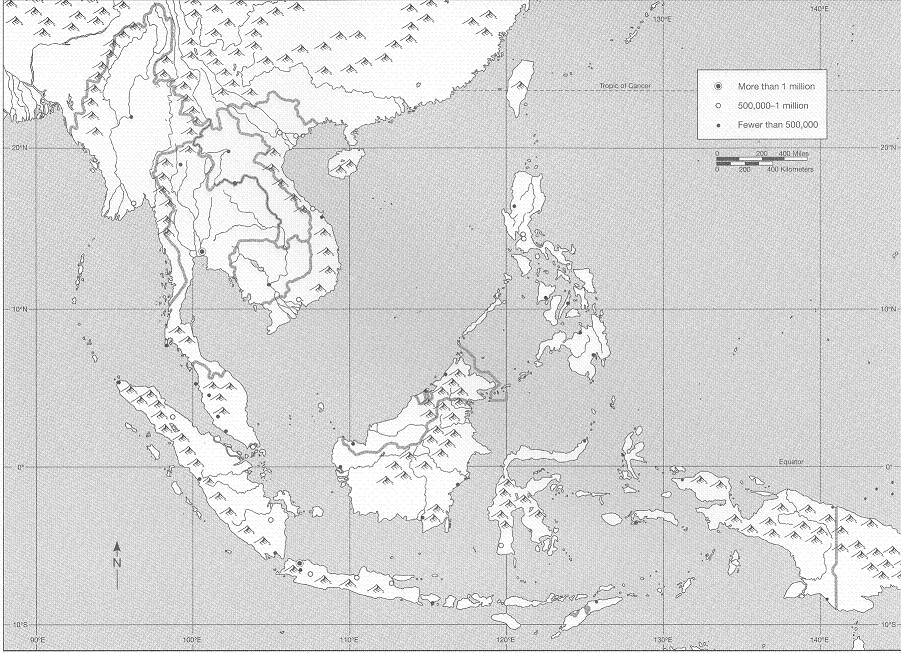 130°E
140°E
Tropic of Cancer
More than 1 million
500,000–1 million
Fewer than 500,000
0 200 400 Miles
0 200 400 Kilometers
20°N
20°N
10°N
10°N
0°
Equator
0°
N
10°S
10°S
90°E
100°E
110°E
120°E
130°E
140°E